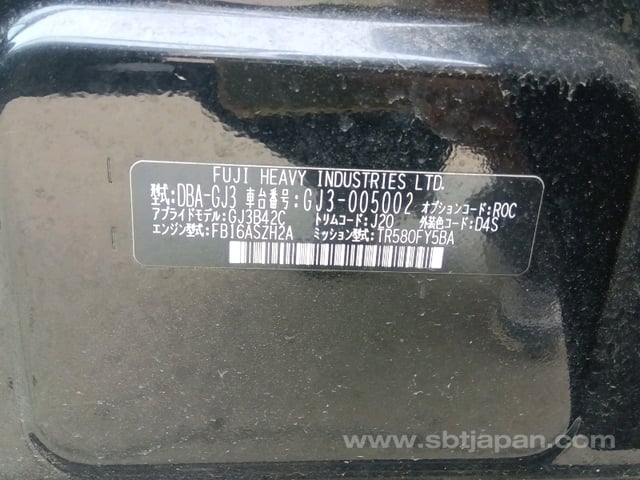 FUJI HEAVY INDUSTRIES LTD.
型式:DBA-GJ3 車台番号:GJ3-005002 オプションコード:ROC
アプライドモデル:GJ3B42C トリムコード:J20 外装色コード:D4S
エンジン型式:FB16ASZH2A ミッション型式:TR580FY5BA
www.sbtjapan.com